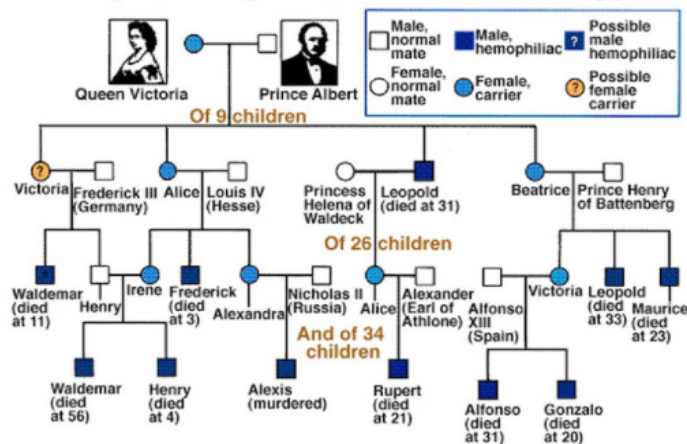 Male,
normal
mate
Male,
hemophiliac
?
Possible
male
hemophiliac
Female,
normal
mate
Female,
carrier
?
Possible
female
carrier
Queen Victoria
Prince Albert
Of 9 children
?
Victoria
Frederick III
(Germany)
Alice
Louis IV
(Hesse)
Princess
Helena of
Waldeck
Leopold
(died at 31)
Beatrice
Prince Henry
of Battenberg
Of 26 children
?
Waldemar
(died
at 11)
Henry
Irene
Frederick
(died
at 3)
Alexandra
Nicholas II
(Russia)
Alice
Alexander
(Earl of
Athlone)
Alfonso
XIII
(Spain)
Victoria
Leopold
(died
at 33)
Maurice
(died
at 23)
And of 34
children
Waldemar
(died
at 56)
Henry
(died
at 4)
Alexis
(murdered)
Rupert
(died
at 21)
Alfonso
(died
at 31)
Gonzalo
(died
at 20)